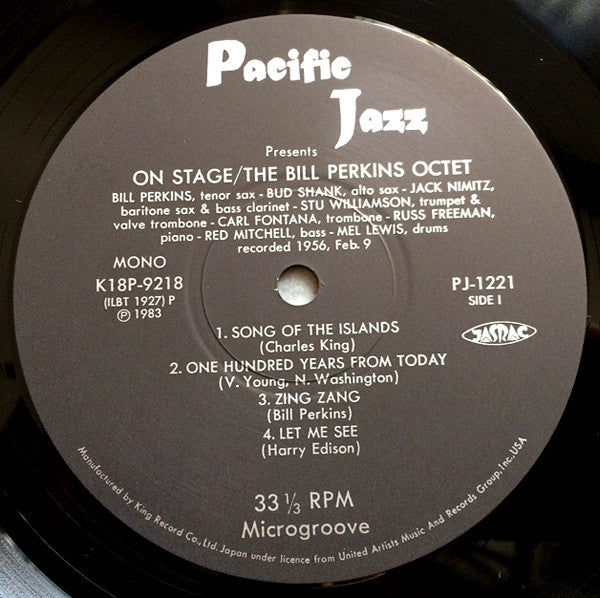 Pacific
Jazz
Presents
ON STAGE/THE BILL PERKINS OCTET
BILL PERKINS, tenor sax - BUD SHANK, alto sax - JACK NIMITZ,
baritone sax & bass clarinet - STU WILLIAMSON, trumpet &
valve trombone - CARL FONTANA, trombone - RUSS FREEMAN,
piano - RED MITCHELL, bass - MEL LEWIS, drums
recorded 1956, Feb. 9
MONO
K18P-9218
(ILBT 1927) P
Ⓟ 1983
PJ-1221
SIDE I
JASRAC
1. SONG OF THE ISLANDS
(Charles King)
2. ONE HUNDRED YEARS FROM TODAY
(V. Young, N. Washington)
3. ZING ZANG
(Bill Perkins)
4. LET ME SEE
(Harry Edison)
33 1/3 RPM
Microgroove
Manufactured by King Record Co., Ltd. Japan under licence from United Artists Music And Records Group, Inc., USA